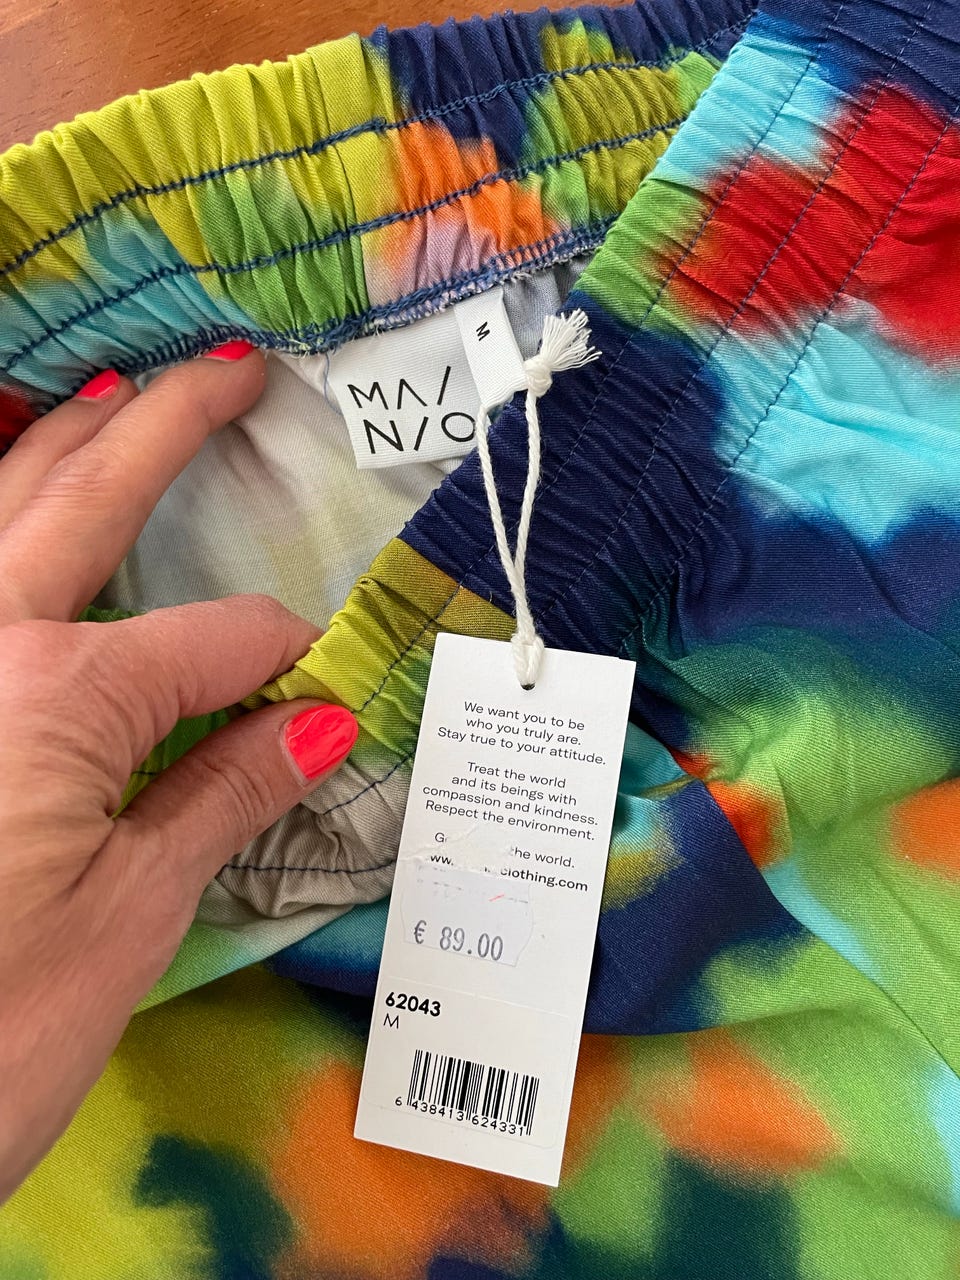 M
MA/
N/O
We want you to be
who you truly are.
Stay true to your attitude.
Treat the world
and its beings with
compassion and kindness.
Respect the environment.
the world.
clothing.com
€ 89.00
62043
M
6 438413 624331